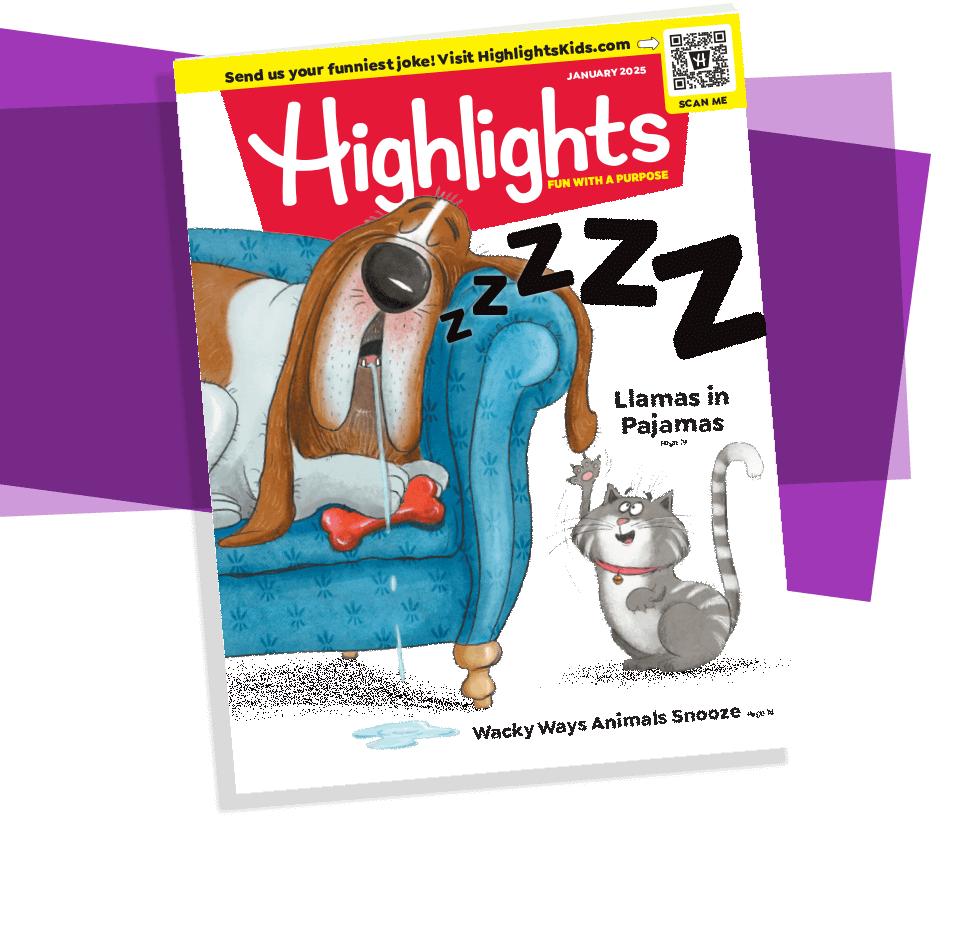 Send us your funniest joke! Visit HighlightsKids.com
SCAN ME
JANUARY 2025
Highlights
FUN WITH A PURPOSE
z z Z Z Z
Llamas in
Pajamas
Wacky Ways Animals Snooze